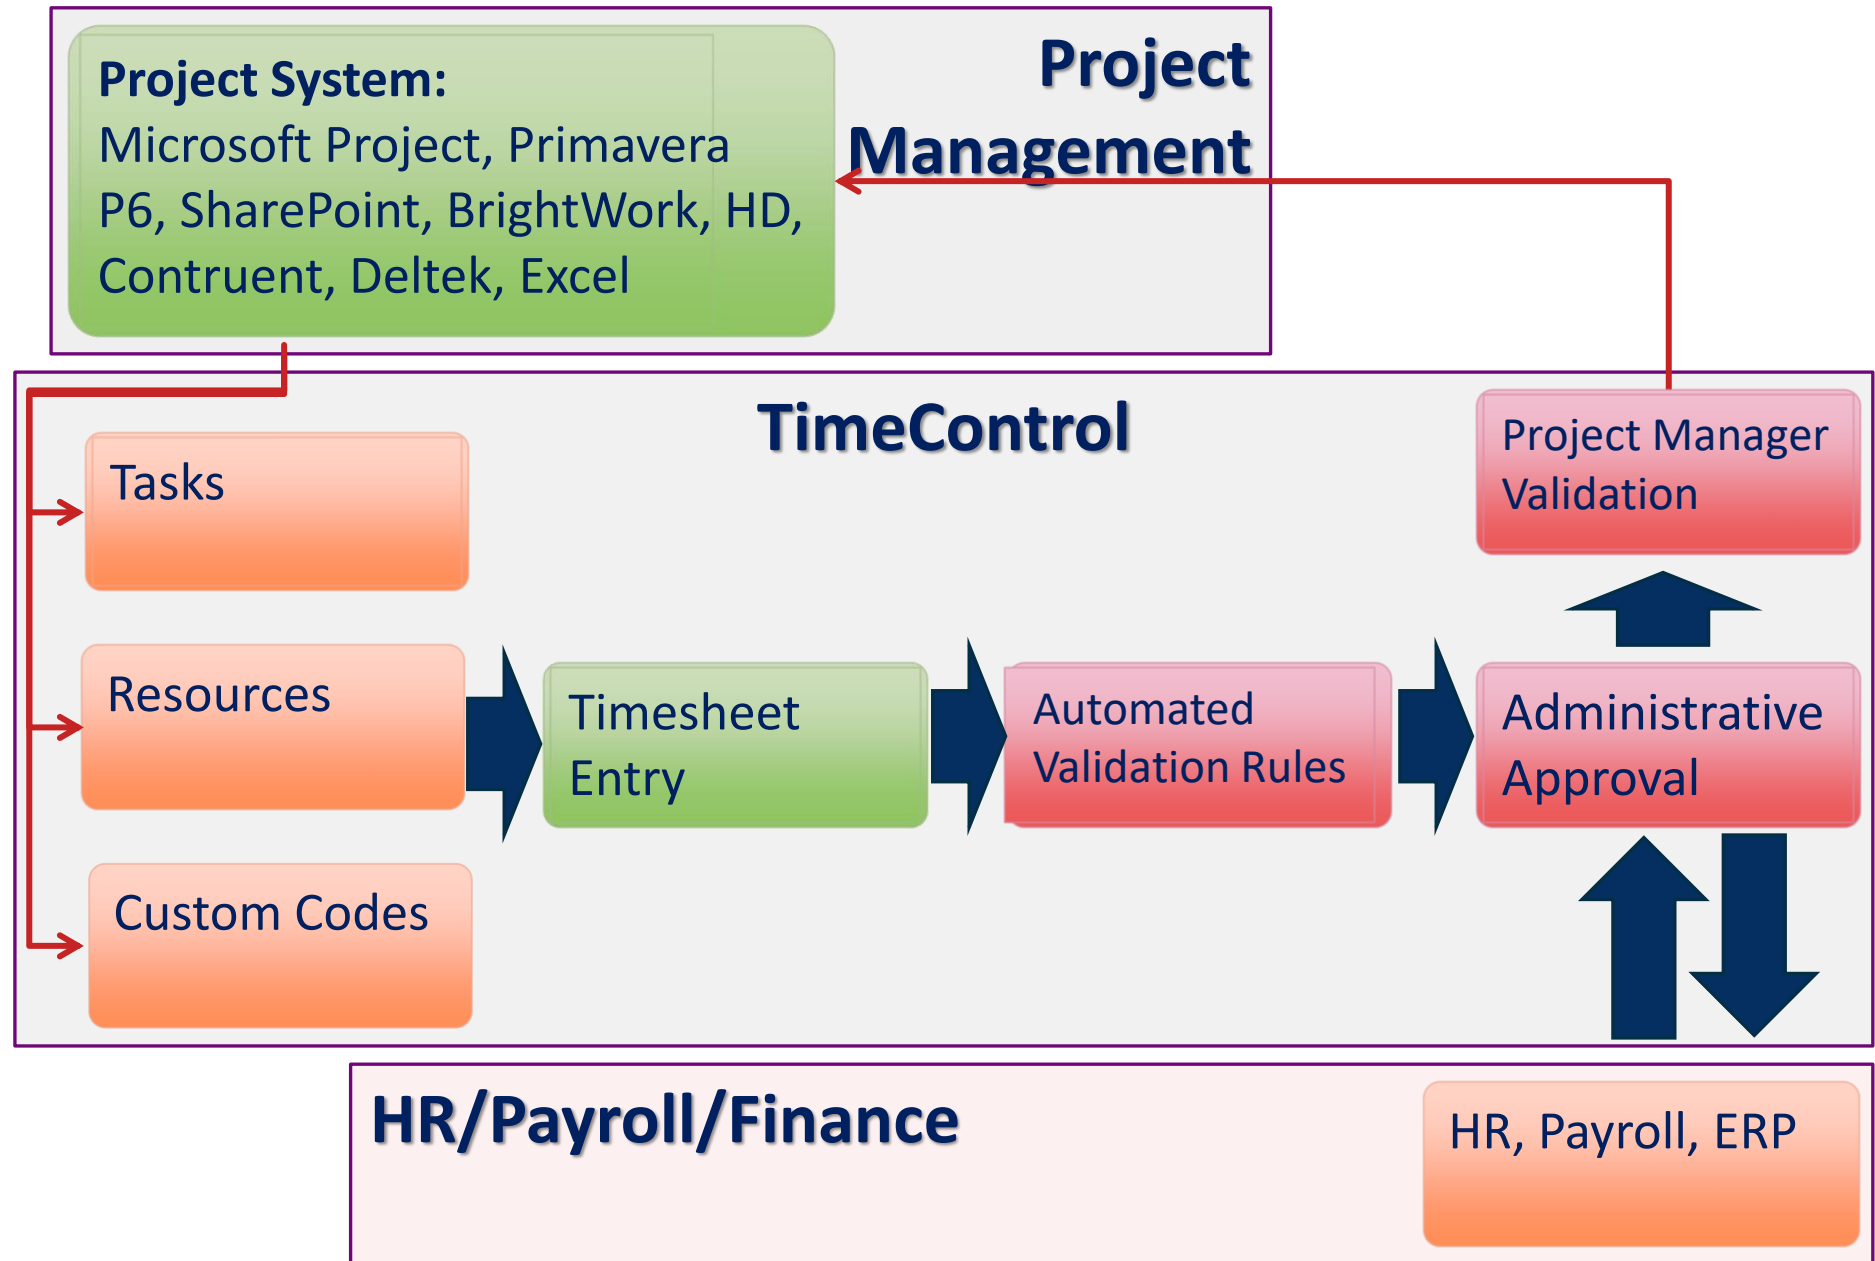 Project System:
Microsoft Project, Primavera
P6, SharePoint, BrightWork, HD,
Contruent, Deltek, Excel
Project
Management
TimeControl
Tasks
Resources
Custom Codes
Timesheet
Entry
Automated
Validation Rules
Project Manager
Validation
Administrative
Approval
HR/Payroll/Finance
HR, Payroll, ERP